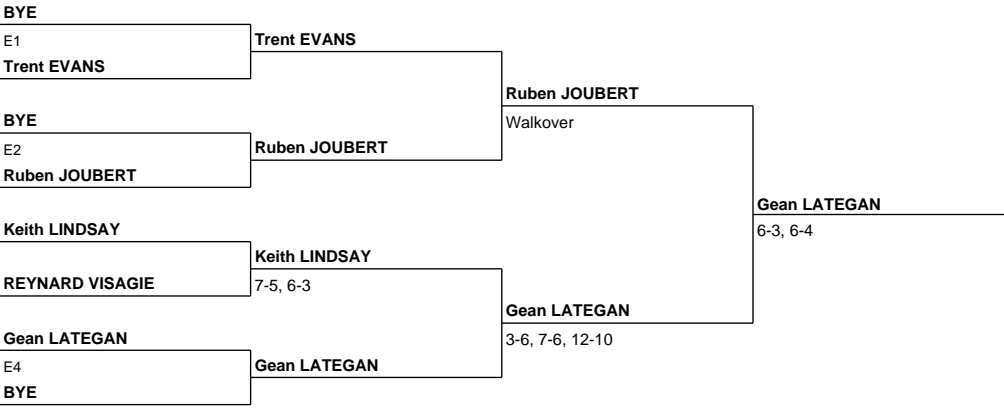 BYE
E1
Trent EVANS
BYE
E2
Ruben JOUBERT
Keith LINDSAY
REYNARD VISAGIE
Gean LATEGAN
E4
BYE
Trent EVANS
Ruben JOUBERT
Keith LINDSAY
7-5, 6-3
Gean LATEGAN
Ruben JOUBERT
Walkover
Gean LATEGAN
3-6, 7-6, 12-10
Gean LATEGAN
6-3, 6-4